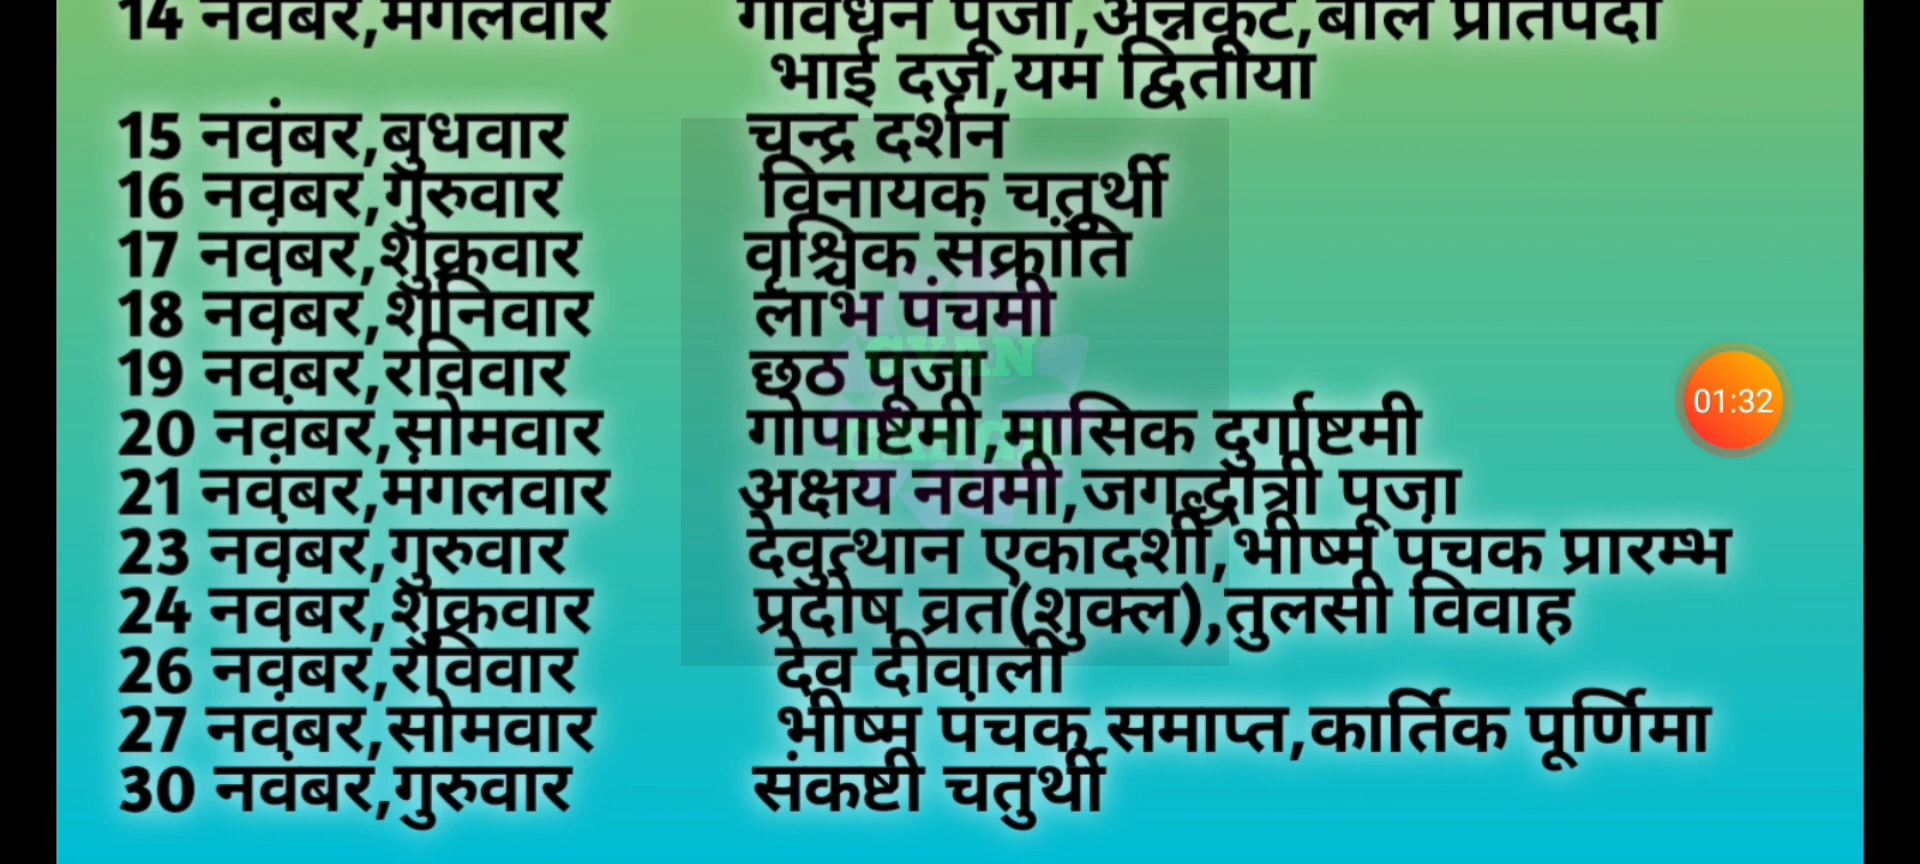 14 नवंबर,मंगलवार गोवर्धन पूजा,अन्नकूट,बलि प्रतिपदा
भाई दूज,यम द्वितीया
15 नवंबर,बुधवार चन्द्र दर्शन
16 नवंबर,गुरुवार विनायक चतुर्थी
17 नवंबर,शुक्रवार वृश्चिक संक्रांति
18 नवंबर,शनिवार लाभ पंचमी
19 नवंबर,रविवार छठ पूजा
20 नवंबर,सोमवार गोपाष्टमी,मासिक दुर्गाष्टमी
21 नवंबर,मंगलवार अक्षय नवमी,जगद्धात्री पूजा
23 नवंबर,गुरुवार देवुत्थान एकादशी,भीष्म पंचक प्रारम्भ
24 नवंबर,शुक्रवार प्रदोष व्रत(शुक्ल),तुलसी विवाह
26 नवंबर,रविवार देव दीवाली
27 नवंबर,सोमवार भीष्म पंचक समाप्त,कार्तिक पूर्णिमा
30 नवंबर,गुरुवार संकष्टी चतुर्थी
GYAN
01:32